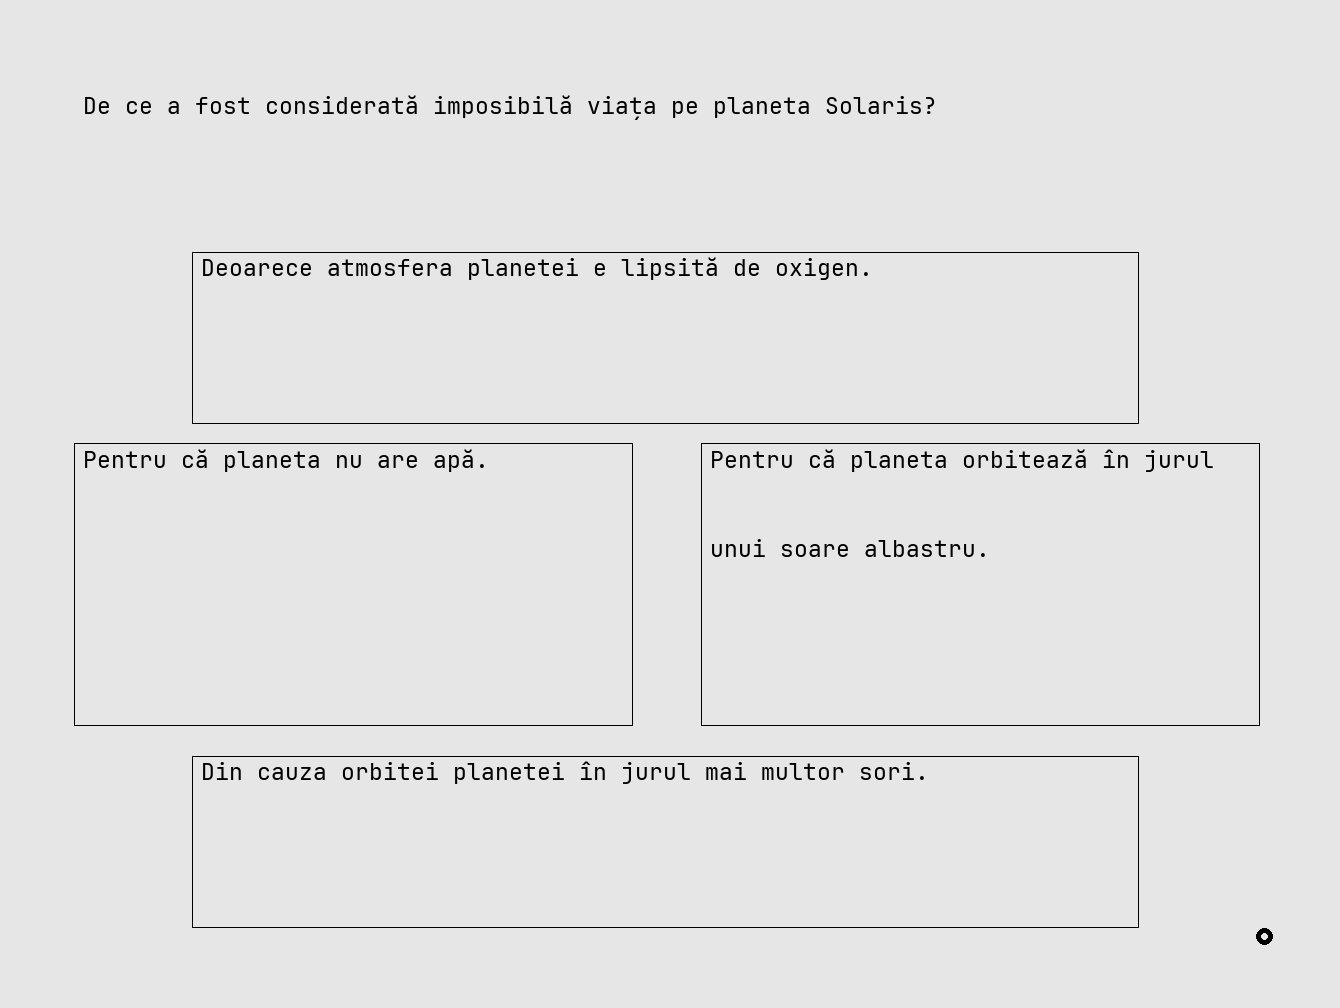 De ce a fost considerată imposibilă viața pe planeta Solaris?
Deoarece atmosfera planetei e lipsită de oxigen.
Pentru că planeta nu are apă.
Pentru că planeta orbitează în jurul
unui soare albastru.
Din cauza orbitei planetei în jurul mai multor sori.